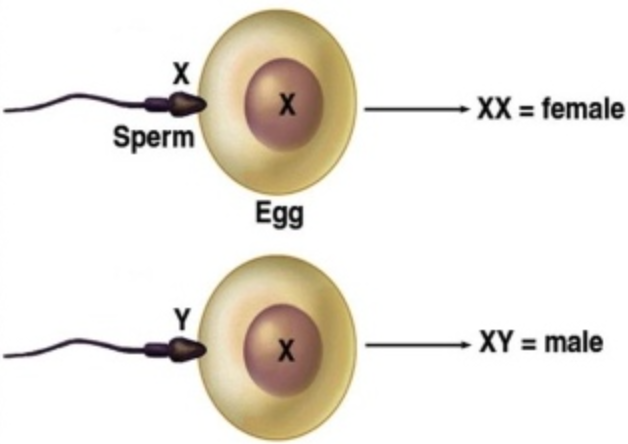 X
X
XX = female
Sperm
Egg
Y
X
XY = male